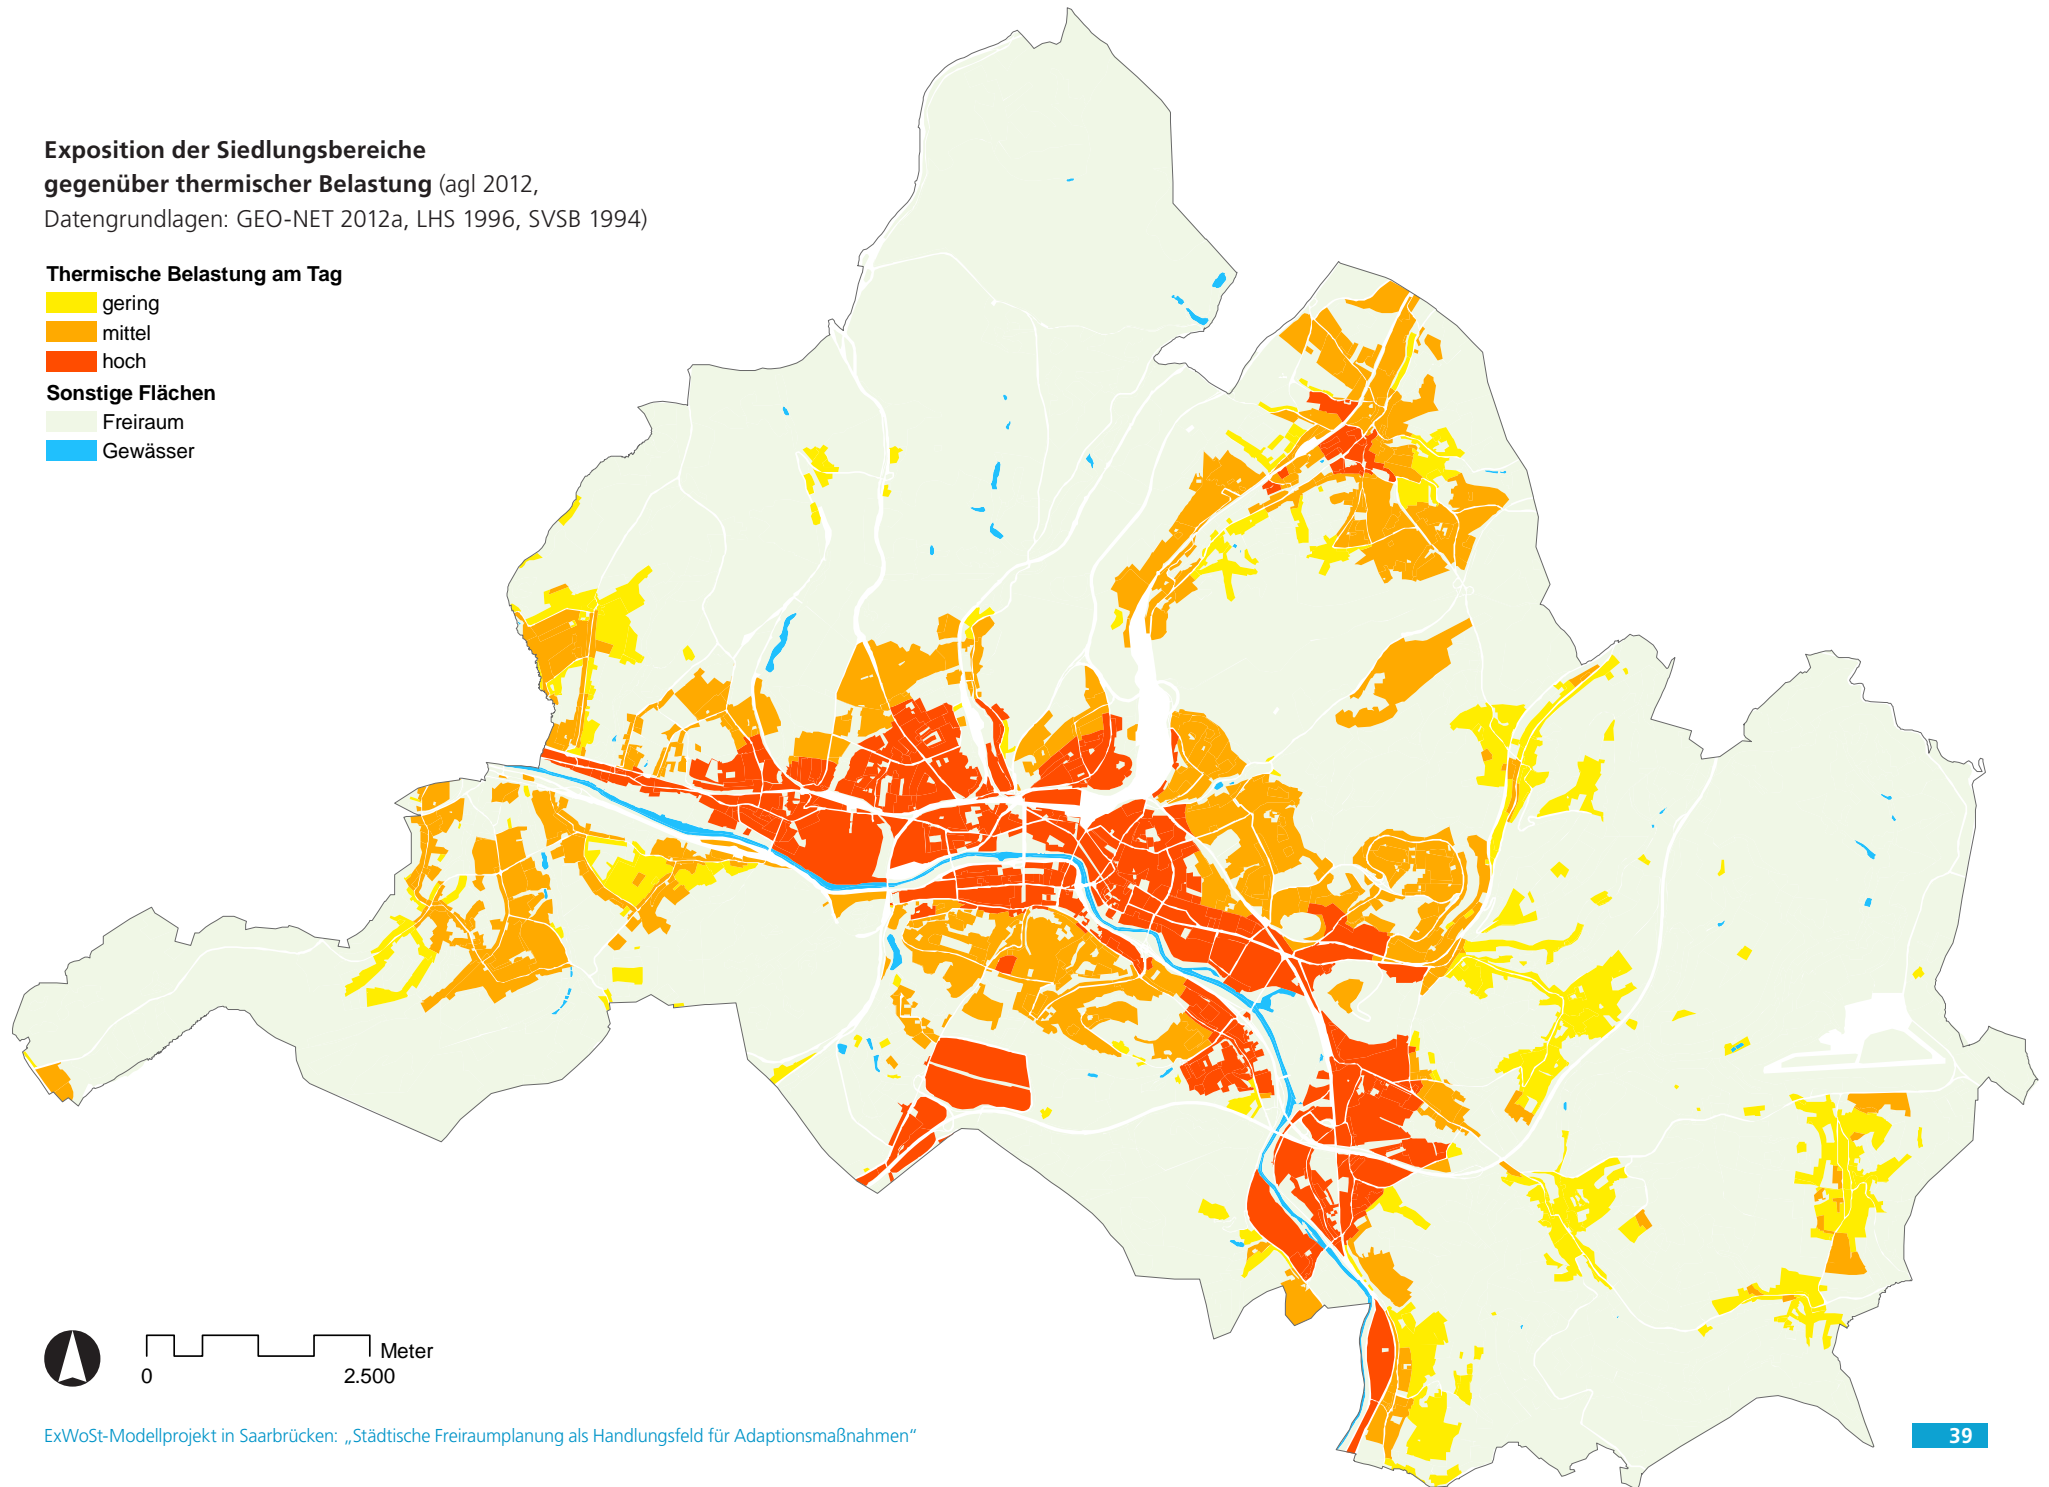 Exposition der Siedlungsbereiche
gegenüber thermischer Belastung (agl 2012,
Datengrundlagen: GEO-NET 2012a, LHS 1996, SVSB 1994)
Thermische Belastung am Tag
gering
mittel
hoch
Sonstige Flächen
Freiraum
Gewässer
Meter
0 2.500
ExWoSt-Modellprojekt in Saarbrücken: „Städtische Freiraumplanung als Handlungsfeld für Adaptionsmaßnahmen“
39